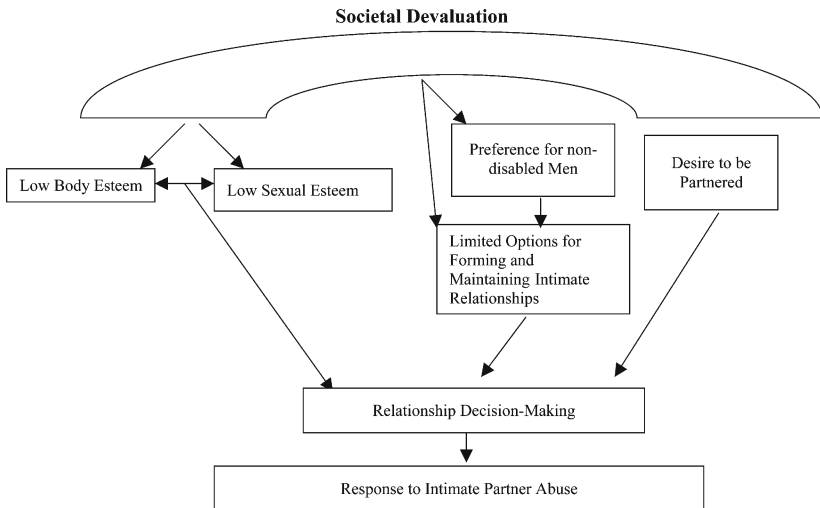 Societal Devaluation
Preference for non-
disabled Men
Desire to be
Partnered
Low Body Esteem
Low Sexual Esteem
Limited Options for
Forming and
Maintaining Intimate
Relationships
Relationship Decision-Making
Response to Intimate Partner Abuse